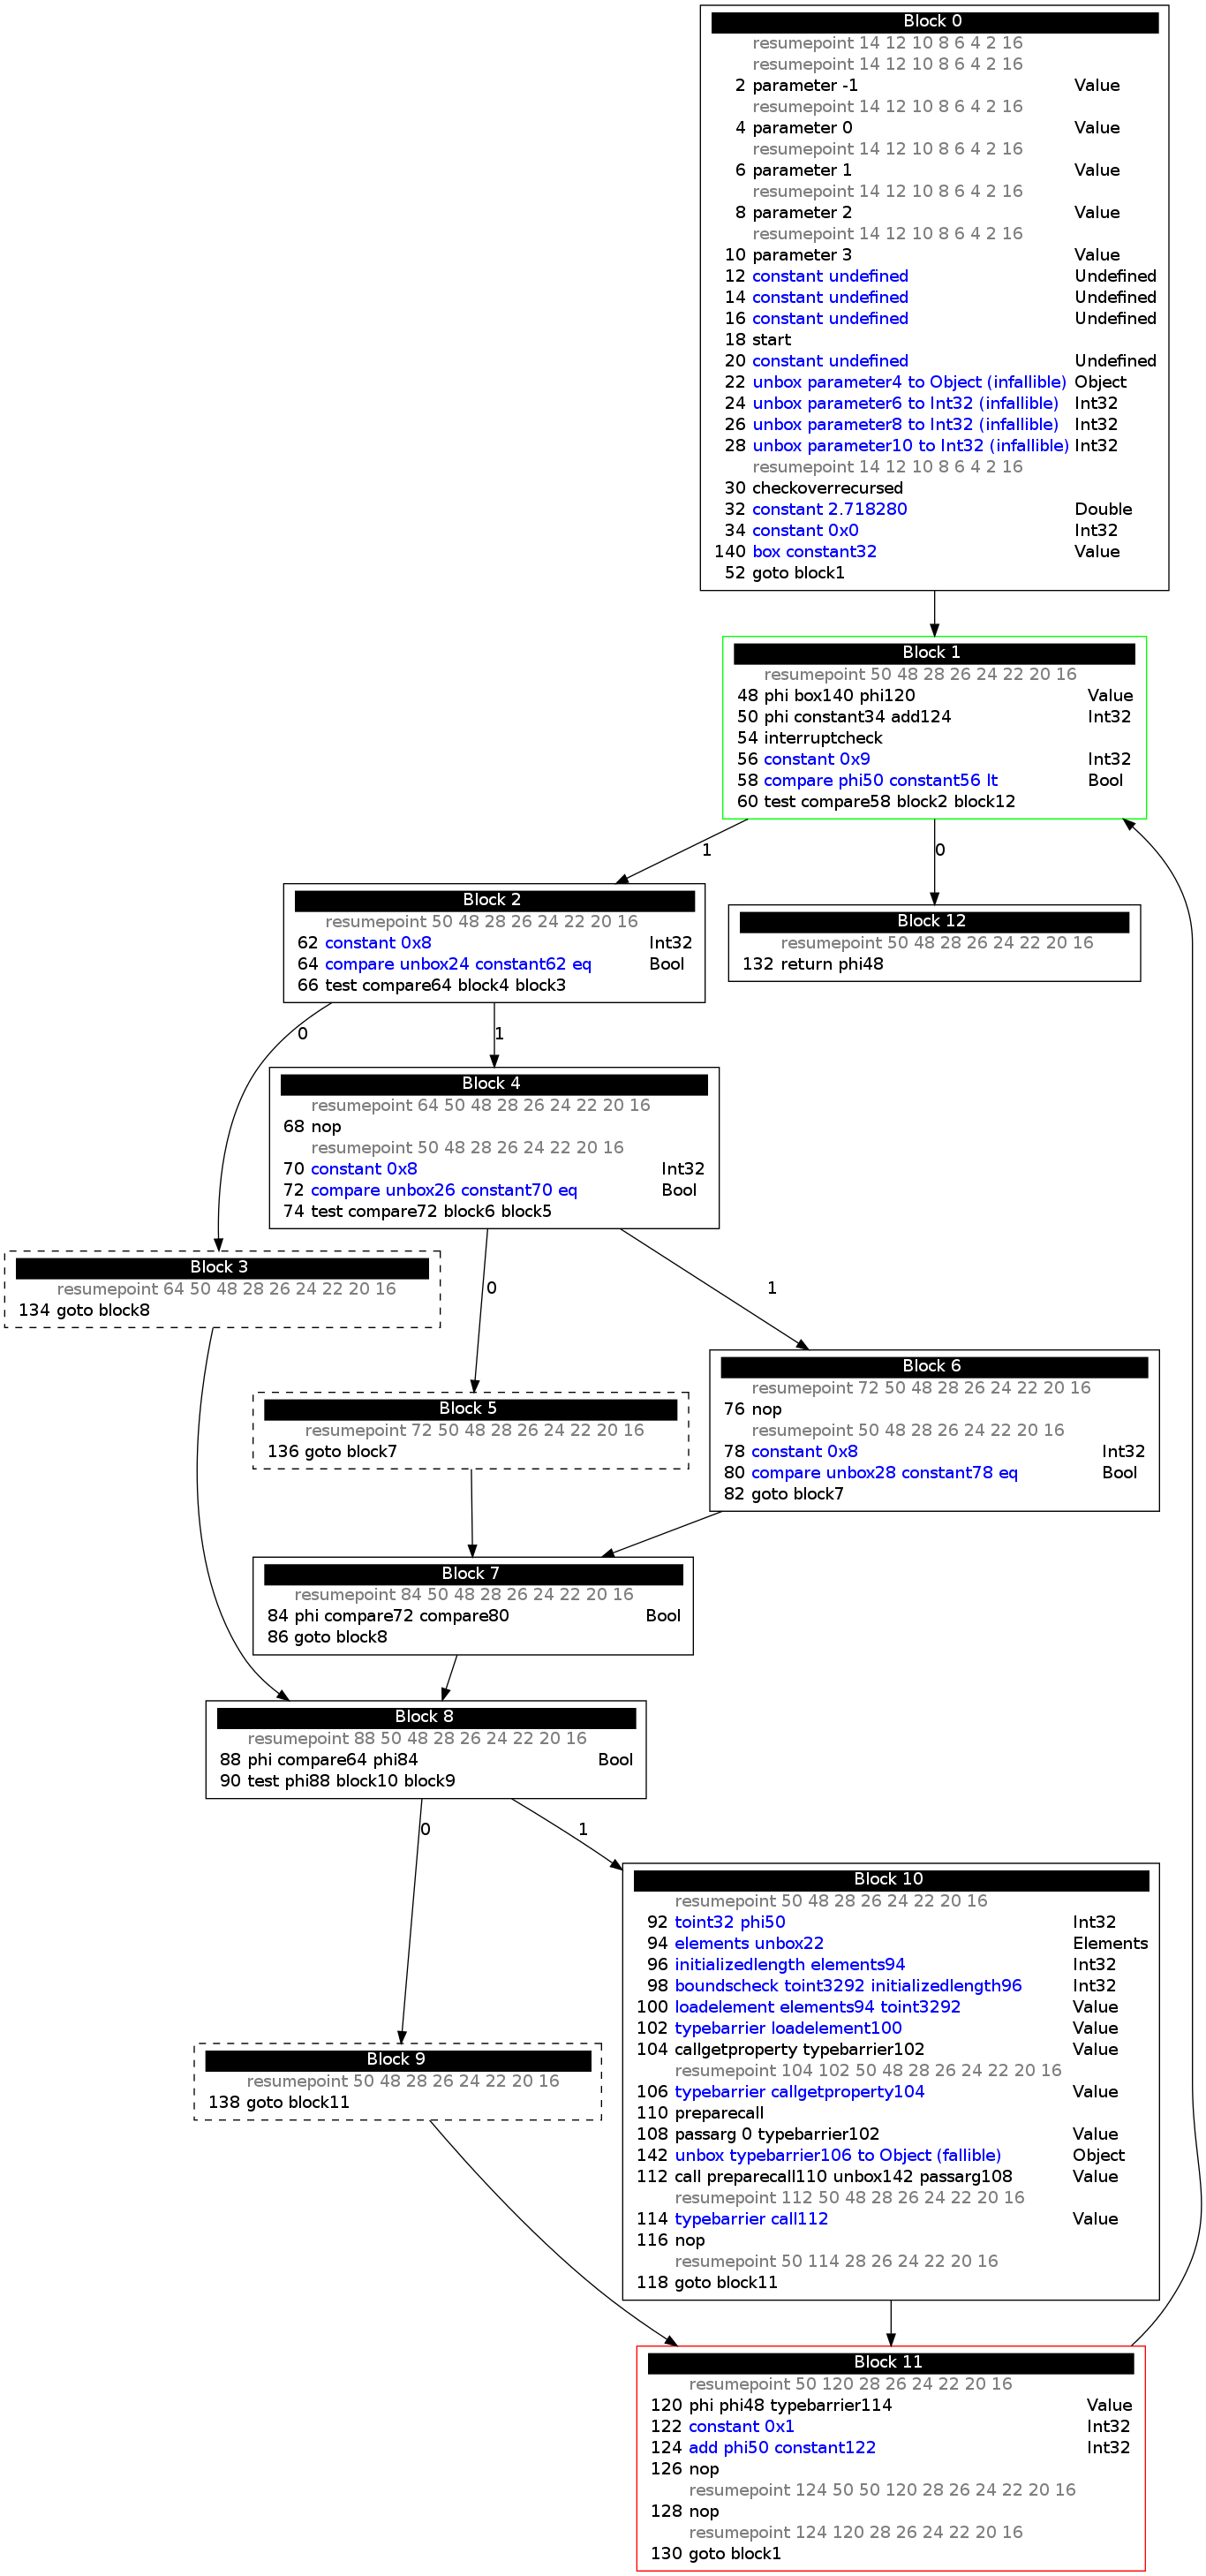 Block 0
resumepoint 14 12 10 8 6 4 2 16
resumepoint 14 12 10 8 6 4 2 16
2 parameter -1 Value
resumepoint 14 12 10 8 6 4 2 16
4 parameter 0 Value
resumepoint 14 12 10 8 6 4 2 16
6 parameter 1 Value
resumepoint 14 12 10 8 6 4 2 16
8 parameter 2 Value
resumepoint 14 12 10 8 6 4 2 16
10 parameter 3 Value
12 constant undefined Undefined
14 constant undefined Undefined
16 constant undefined Undefined
18 start
20 constant undefined Undefined
22 unbox parameter4 to Object (infallible) Object
24 unbox parameter6 to Int32 (infallible) Int32
26 unbox parameter8 to Int32 (infallible) Int32
28 unbox parameter10 to Int32 (infallible) Int32
resumepoint 14 12 10 8 6 4 2 16
30 checkoverrecursed
32 constant 2.718280 Double
34 constant 0x0 Int32
140 box constant32 Value
52 goto block1
Block 1
resumepoint 50 48 28 26 24 22 20 16
48 phi box140 phi120 Value
50 phi constant34 add124 Int32
54 interruptcheck
56 constant 0x9 Int32
58 compare phi50 constant56 lt Bool
60 test compare58 block2 block12
1
0
Block 2
resumepoint 50 48 28 26 24 22 20 16
62 constant 0x8 Int32
64 compare unbox24 constant62 eq Bool
66 test compare64 block4 block3
Block 12
resumepoint 50 48 28 26 24 22 20 16
132 return phi48
0
1
Block 4
resumepoint 64 50 48 28 26 24 22 20 16
68 nop
resumepoint 50 48 28 26 24 22 20 16
70 constant 0x8 Int32
72 compare unbox26 constant70 eq Bool
74 test compare72 block6 block5
Block 3
resumepoint 64 50 48 28 26 24 22 20 16
134 goto block8
0
1
Block 6
resumepoint 72 50 48 28 26 24 22 20 16
76 nop
resumepoint 50 48 28 26 24 22 20 16
78 constant 0x8 Int32
80 compare unbox28 constant78 eq Bool
82 goto block7
Block 5
resumepoint 72 50 48 28 26 24 22 20 16
136 goto block7
Block 7
resumepoint 84 50 48 28 26 24 22 20 16
84 phi compare72 compare80 Bool
86 goto block8
Block 8
resumepoint 88 50 48 28 26 24 22 20 16
88 phi compare64 phi84 Bool
90 test phi88 block10 block9
0
1
Block 10
resumepoint 50 48 28 26 24 22 20 16
92 toint32 phi50 Int32
94 elements unbox22 Elements
96 initializedlength elements94 Int32
98 boundscheck toint3292 initializedlength96 Int32
100 loadelement elements94 toint3292 Value
102 typebarrier loadelement100 Value
104 callgetproperty typebarrier102 Value
resumepoint 104 102 50 48 28 26 24 22 20 16
106 typebarrier callgetproperty104 Value
110 preparecall
108 passarg 0 typebarrier102 Value
142 unbox typebarrier106 to Object (fallible) Object
112 call preparecall110 unbox142 passarg108 Value
resumepoint 112 50 48 28 26 24 22 20 16
114 typebarrier call112 Value
116 nop
resumepoint 50 114 28 26 24 22 20 16
118 goto block11
Block 9
resumepoint 50 48 28 26 24 22 20 16
138 goto block11
Block 11
resumepoint 50 120 28 26 24 22 20 16
120 phi phi48 typebarrier114 Value
122 constant 0x1 Int32
124 add phi50 constant122 Int32
126 nop
resumepoint 124 50 50 120 28 26 24 22 20 16
128 nop
resumepoint 124 120 28 26 24 22 20 16
130 goto block1